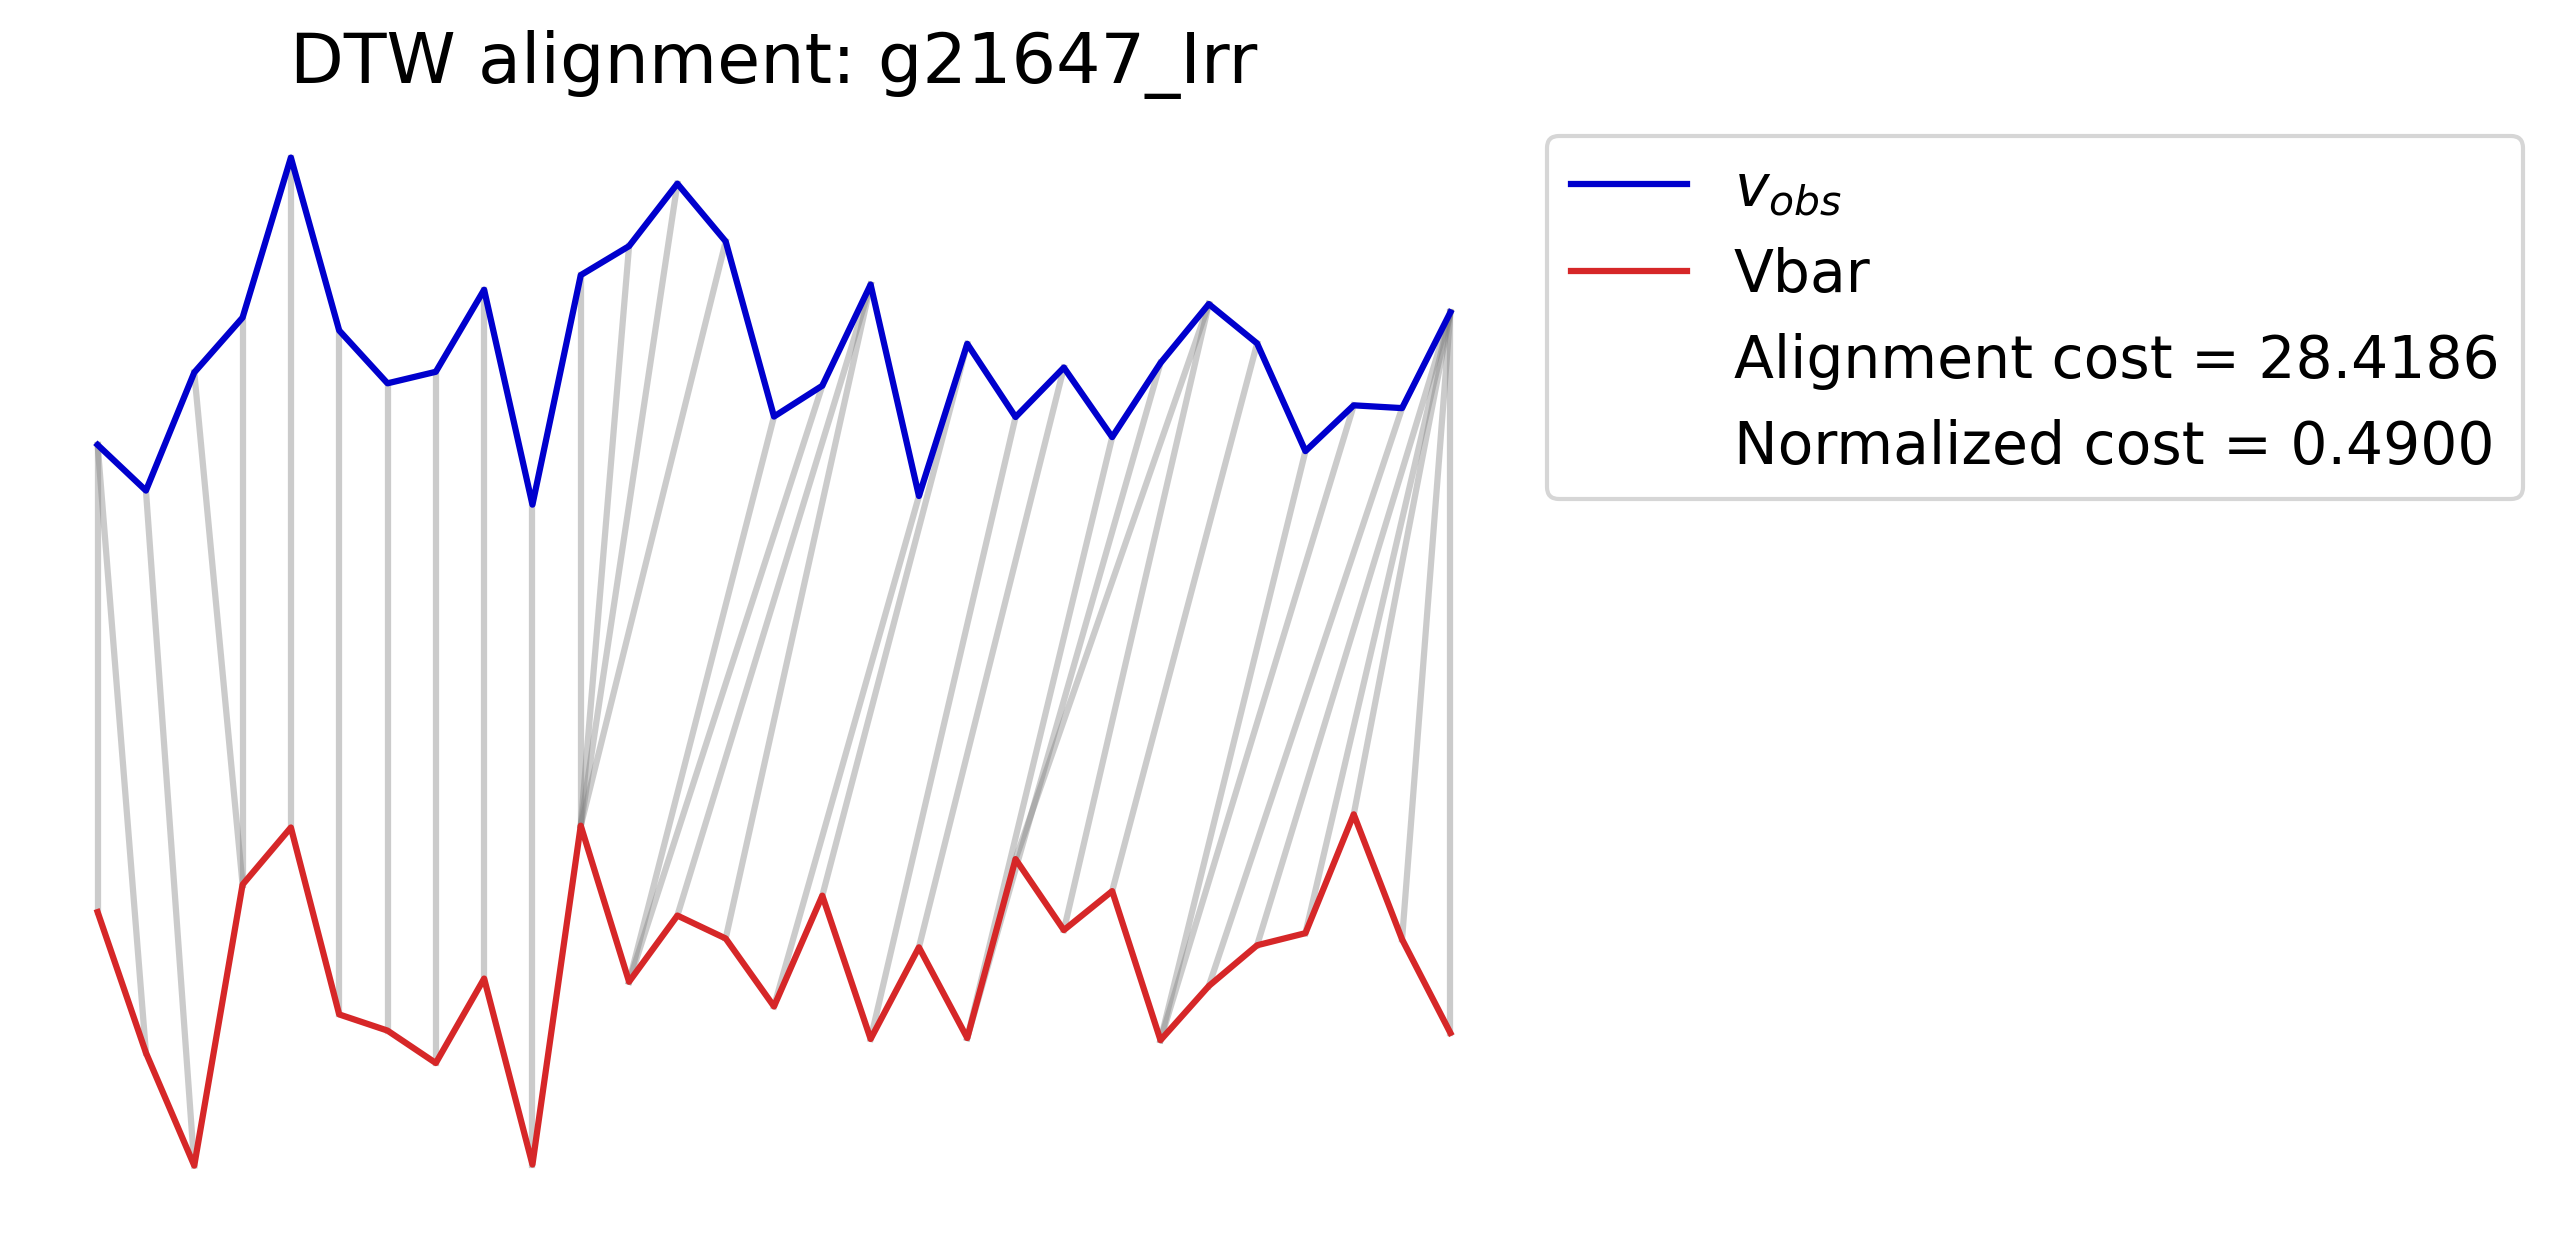 DTW alignment: g21647_Irr
v_obs
Vbar
Alignment cost = 28.4186
Normalized cost = 0.4900